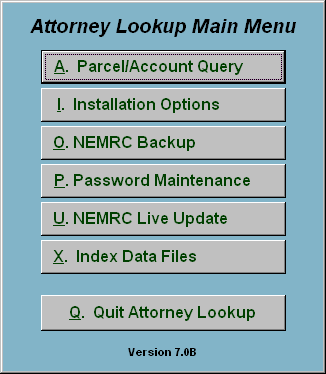 Attorney Lookup Main Menu
A. Parcel/Account Query
I. Installation Options
O. NEMRC Backup
P. Password Maintenance
U. NEMRC Live Update
X. Index Data Files
Q. Quit Attorney Lookup
Version 7.0B